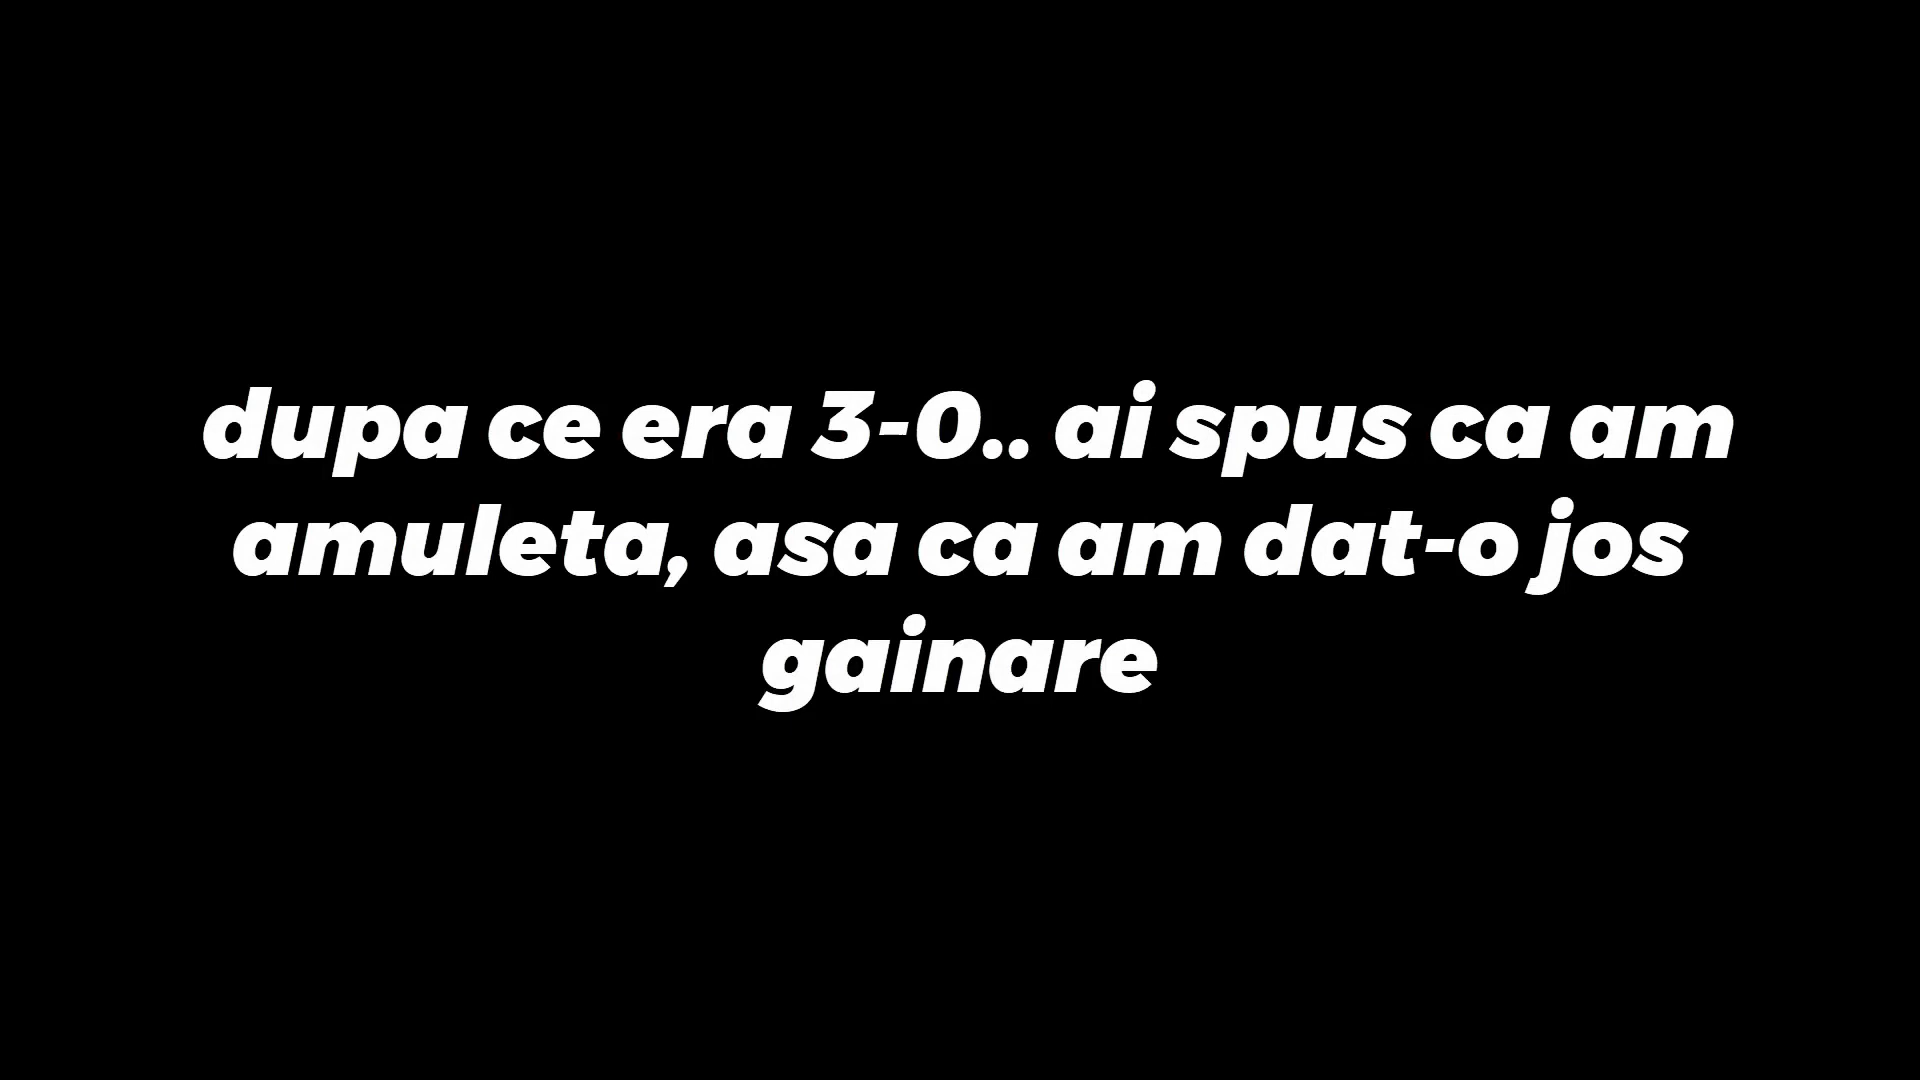 dupa ce era 3-0.. ai spus ca am
amuleta, asa ca am dat-o jos
gainare